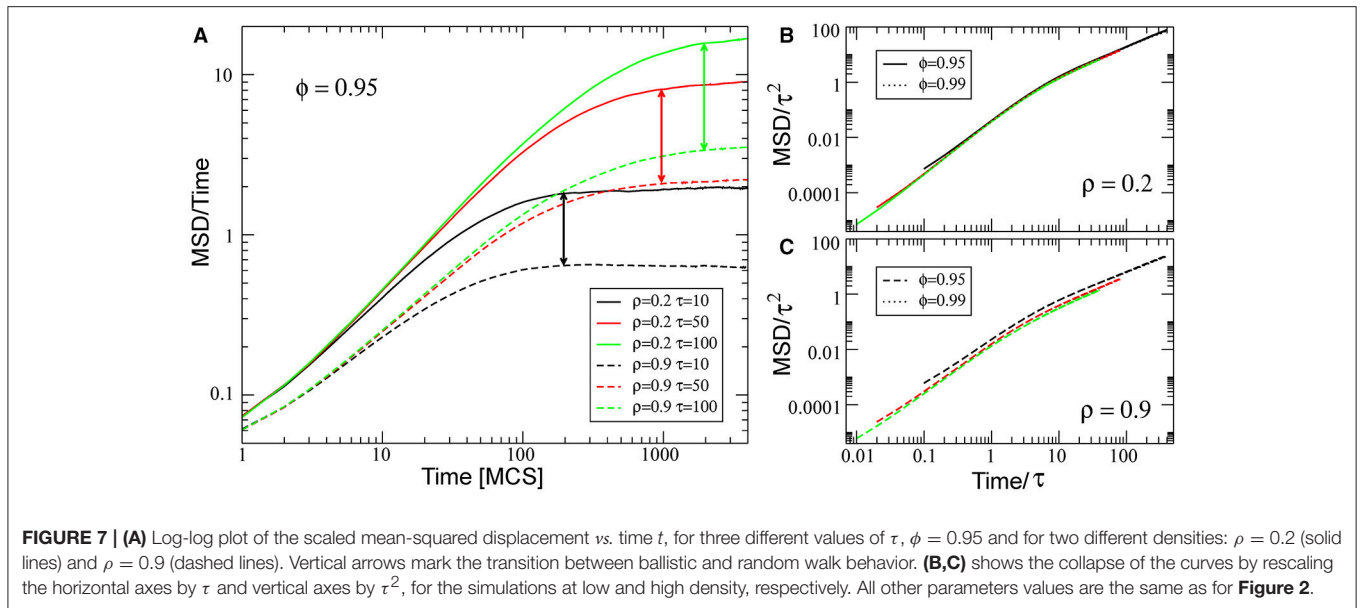 A
ϕ = 0.95
10
1
0.1
MSD/Time
1
10
100
1000
Time [MCS]
ρ=0.2 τ=10
ρ=0.2 τ=50
ρ=0.2 τ=100
ρ=0.9 τ=10
ρ=0.9 τ=50
ρ=0.9 τ=100
B
100
1
0.01
0.0001
MSD/τ²
ϕ=0.95
ϕ=0.99
ρ = 0.2
C
100
1
0.01
0.0001
MSD/τ²
ϕ=0.95
ϕ=0.99
ρ = 0.9
0.01
0.1
1
10
100
Time/τ
FIGURE 7 | (A) Log-log plot of the scaled mean-squared displacement vs. time t, for three different values of τ, ϕ = 0.95 and for two different densities: ρ = 0.2 (solid
lines) and ρ = 0.9 (dashed lines). Vertical arrows mark the transition between ballistic and random walk behavior. (B,C) shows the collapse of the curves by rescaling
the horizontal axes by τ and vertical axes by τ², for the simulations at low and high density, respectively. All other parameters values are the same as for Figure 2.